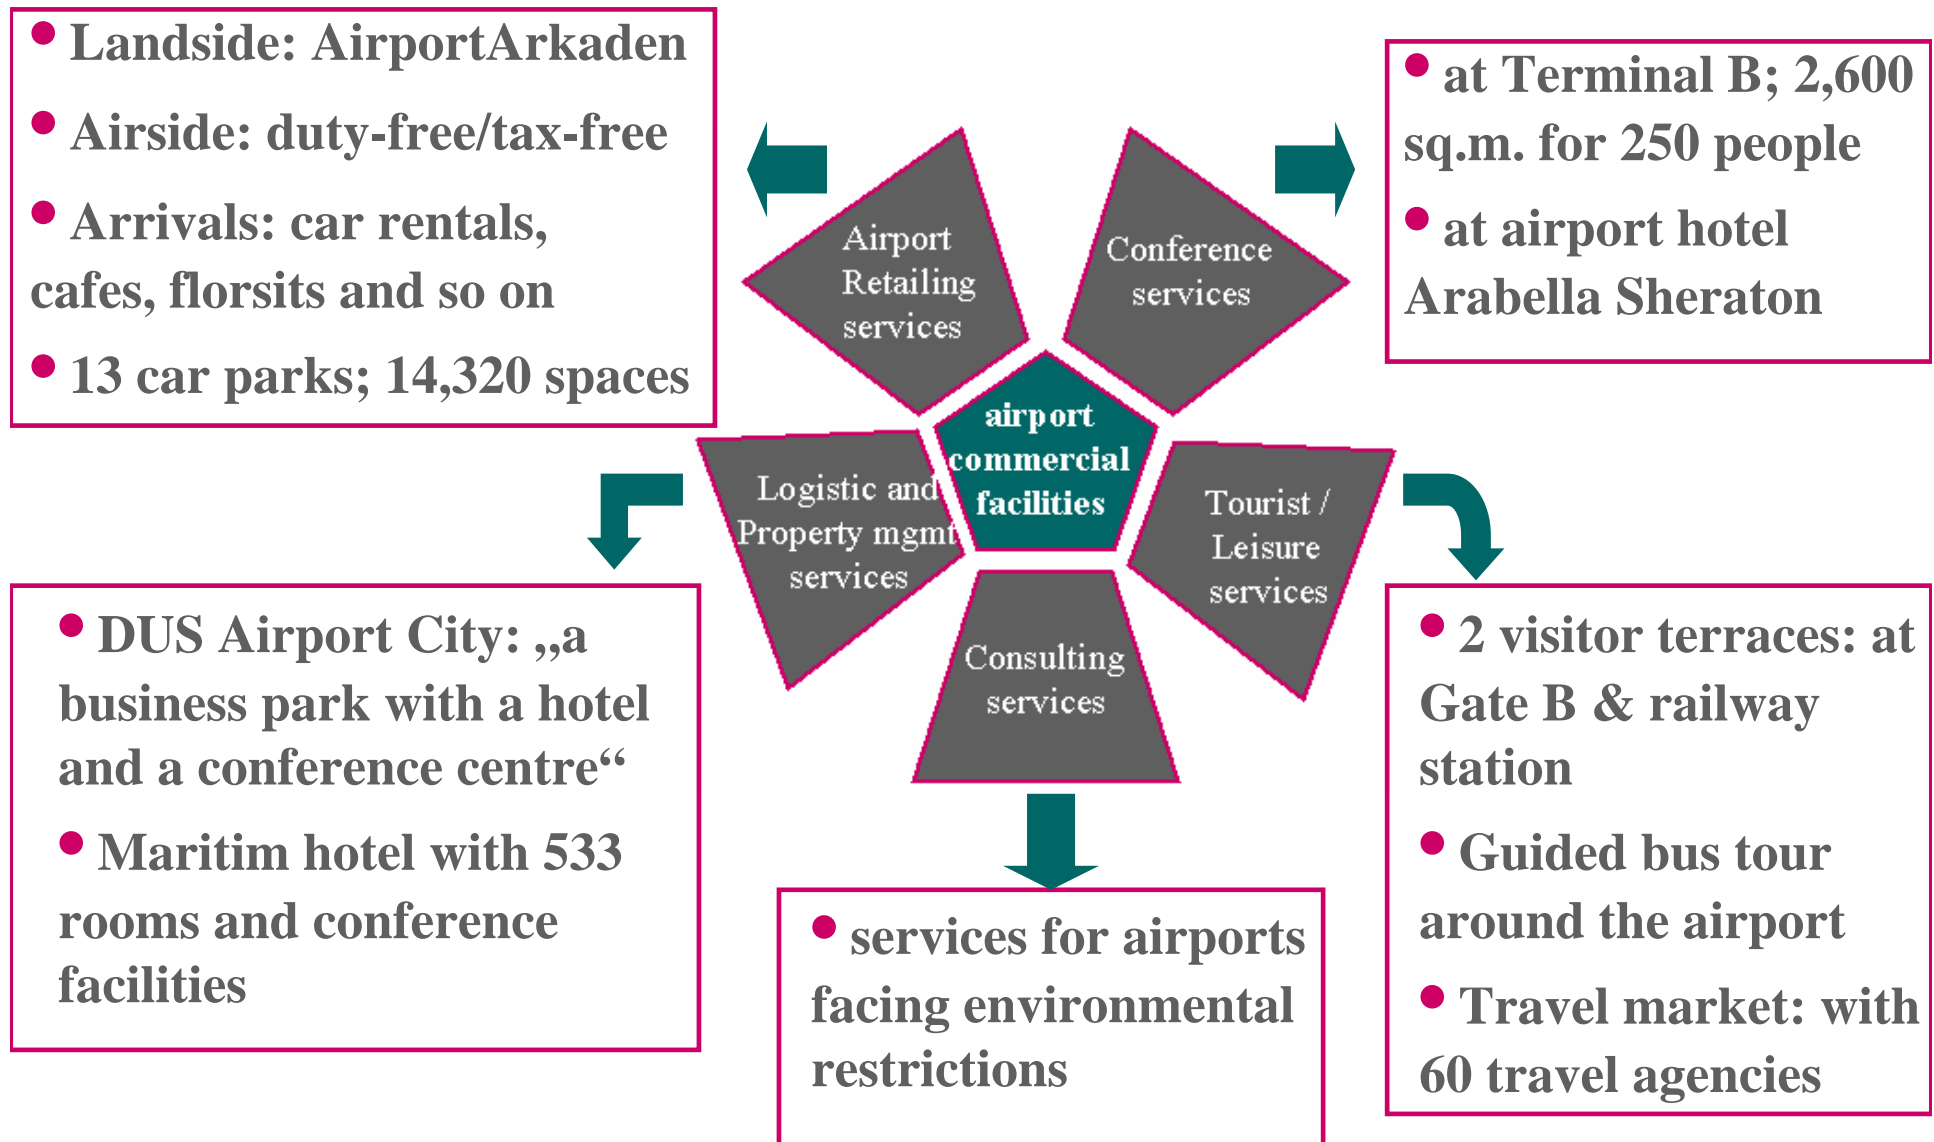 • Landside: AirportArkaden
• Airside: duty-free/tax-free
• Arrivals: car rentals,
cafes, florsits and so on
• 13 car parks; 14,320 spaces
• at Terminal B; 2,600
sq.m. for 250 people
• at airport hotel
Arabella Sheraton
Airport
Retailing
services
Conference
services
airport
commercial
facilities
Logistic and
Property mgmt
services
Tourist /
Leisure
services
Consulting
services
• DUS Airport City: „a
business park with a hotel
and a conference centre“
• Maritim hotel with 533
rooms and conference
facilities
• services for airports
facing environmental
restrictions
• 2 visitor terraces: at
Gate B & railway
station
• Guided bus tour
around the airport
• Travel market: with
60 travel agencies